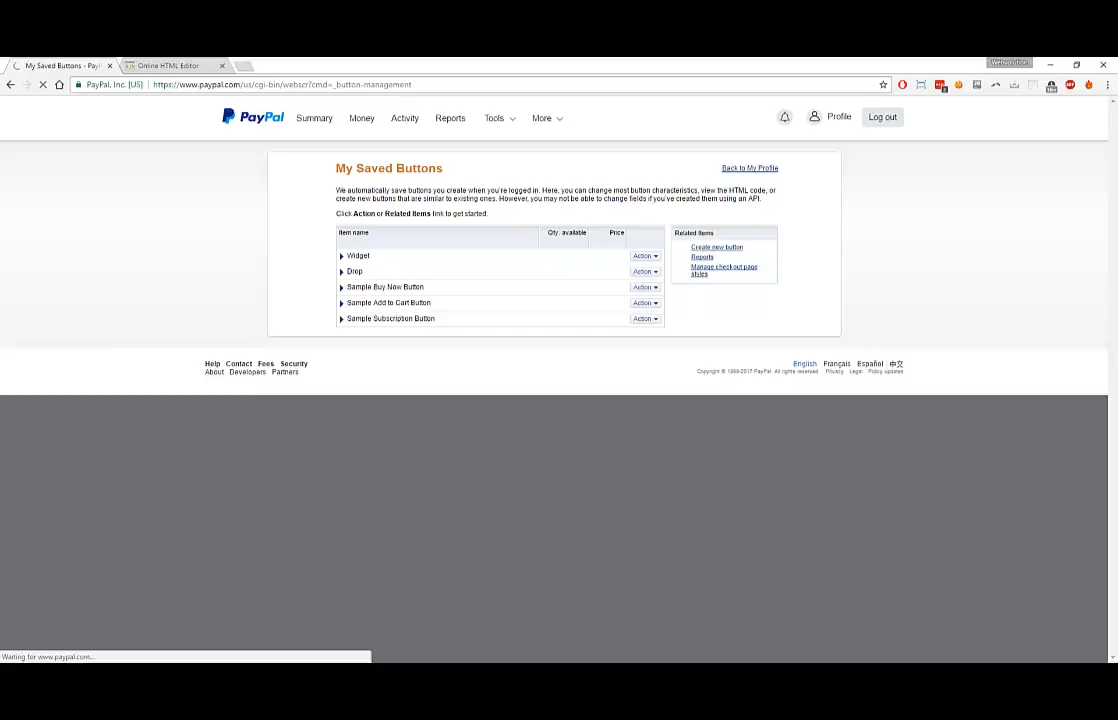 My Saved Buttons - PayP
Online HTML Editor
PayPal, Inc. [US]
https://www.paypal.com/us/cgi-bin/webscr?cmd=_button-management
PayPal
Summary
Money
Activity
Reports
Tools
More
Profile
Log out
My Saved Buttons
Back to My Profile
We automatically save buttons you create when you're logged in. Here, you can change most button characteristics, view the HTML code, or
create new buttons that are similar to existing ones. However, you may not be able to change fields if you've created them using an API.
Click Action or Related Items link to get started.
Item name
Qty. available
Price
Widget
Action
Drop
Action
Sample Buy Now Button
Action
Sample Add to Cart Button
Action
Sample Subscription Button
Action
Related Items
Create new button
Reports
Manage checkout page
styles
Help Contact Fees Security
About Developers Partners
English Français Español 中文
Copyright © 1999-2017 PayPal. All rights reserved. Privacy Legal Policy updates
Waiting for www.paypal.com...